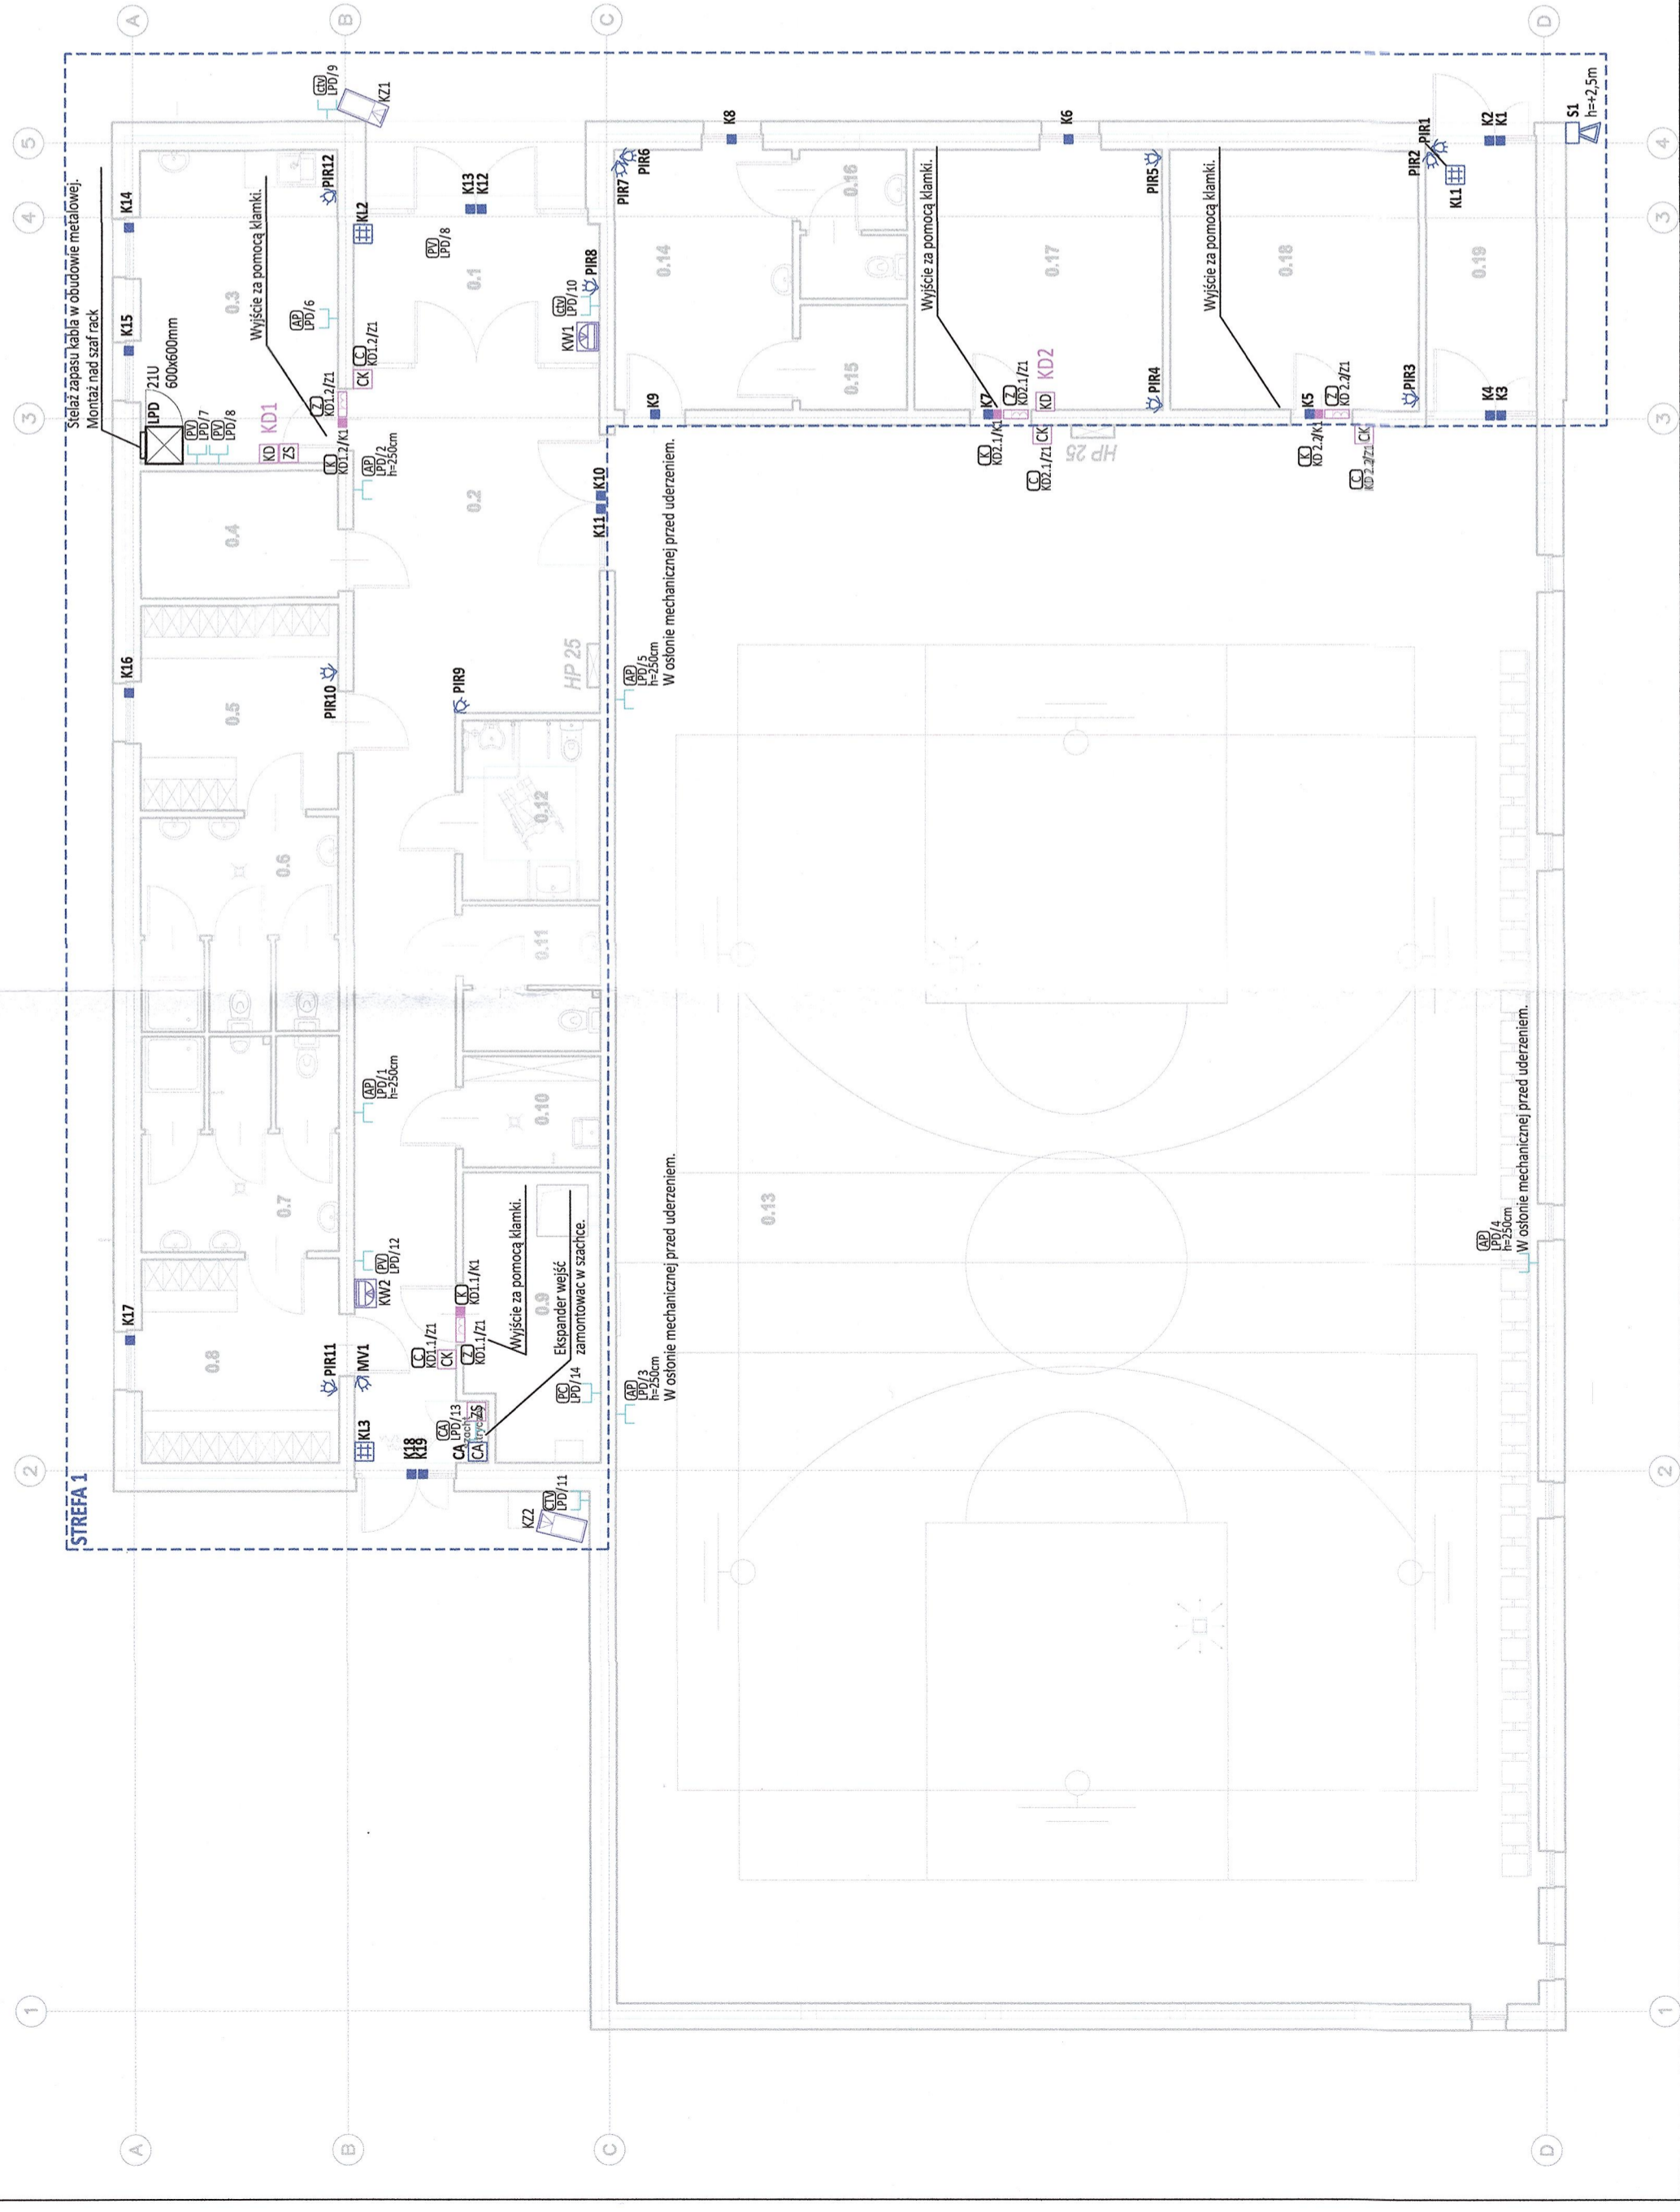 STREFA 1
Stelaż zapasu kabla w obudowie metalowej.
Montaż nad szaf rack
LPD
21U
600x600mm
PV
LPD/7
PV
LPD/8
KD
KD1
ZS
Wyjście za pomocą klamki.
K14
K15
K16
K17
0.3
0.4
0.5
0.6
0.7
0.8
AP
LPD/6
PIR12
PIR10
PIR11
Z
KD1.2/Z1
K
KD1.2/K1
CK
C
KD1.2/Z1
ctv
LPD/9
KZ1
KL2
PV
LPD/8
K13
K12
0.1
0.2
AP
LPD/2
h=250cm
AP
LPD/1
h=250cm
PV
LPD/12
KW2
MV1
KL3
K18
K19
CA
LPD/13
CA
CA
ZS
C
KD1.1/Z1
CK
Z
KD1.1/Z1
K
KD1.1/K1
Wyjście za pomocą klamki.
Ekspander wejść
zamontowac w szachce.
0.9
0.10
0.11
0.12
PIR9
HP 25
PC
LPD/14
CTV
LPD/11
KZ2
ctv
LPD/10
KW1
PIR8
K11
K10
AP
LPD/5
h=250cm
W osłonie mechanicznej przed uderzeniem.
AP
LPD/3
h=250cm
W osłonie mechanicznej przed uderzeniem.
0.13
AP
LPD/4
h=250cm
W osłonie mechanicznej przed uderzeniem.
PIR7
PIR6
K8
K9
0.14
0.15
0.16
Wyjście za pomocą klamki.
K6
K7
K
KD2.1/K1
Z
KD2.1/Z1
KD
KD2
C
KD2.1/Z1
CK
HP 25
0.17
PIR5
PIR4
Wyjście za pomocą klamki.
0.18
K5
K
KD2.2/K1
Z
KD2.2/Z1
C
KD2.2/Z1
CK
PIR3
PIR2
PIR1
KL1
0.19
K4
K3
K2
K1
S1
h=+2,5m
A
B
C
D
A
B
C
D
1
2
3
4
5
1
2
3
3
4